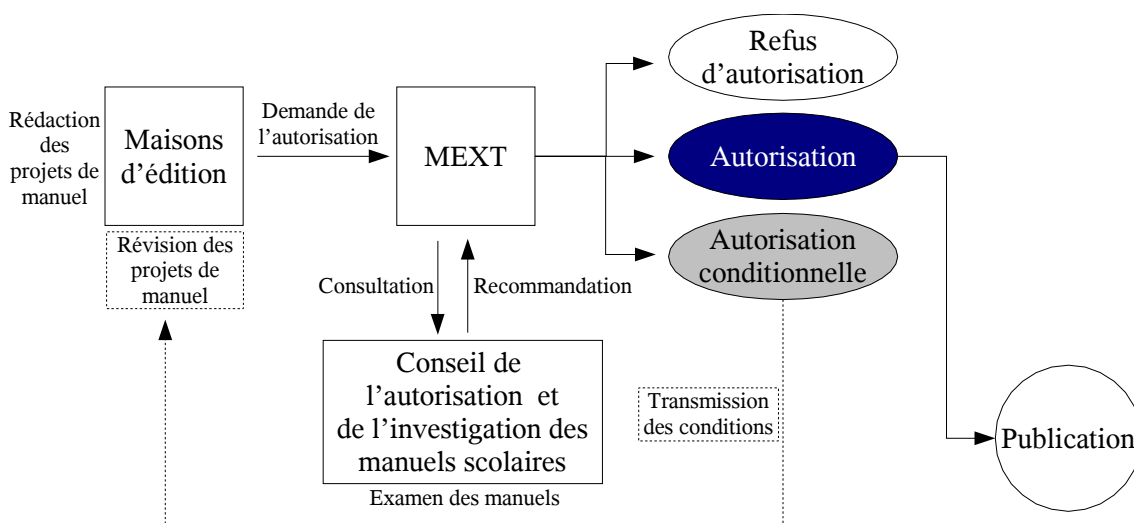 Rédaction
des
projets de
manuel
Maisons
d’édition
Révision des
projets de
manuel
Demande de
l’autorisation
MEXT
Consultation
Recommandation
Conseil de
l’autorisation et
de l’investigation des
manuels scolaires
Examen des manuels
Refus
d’autorisation
Autorisation
Autorisation
conditionnelle
Transmission
des conditions
Publication